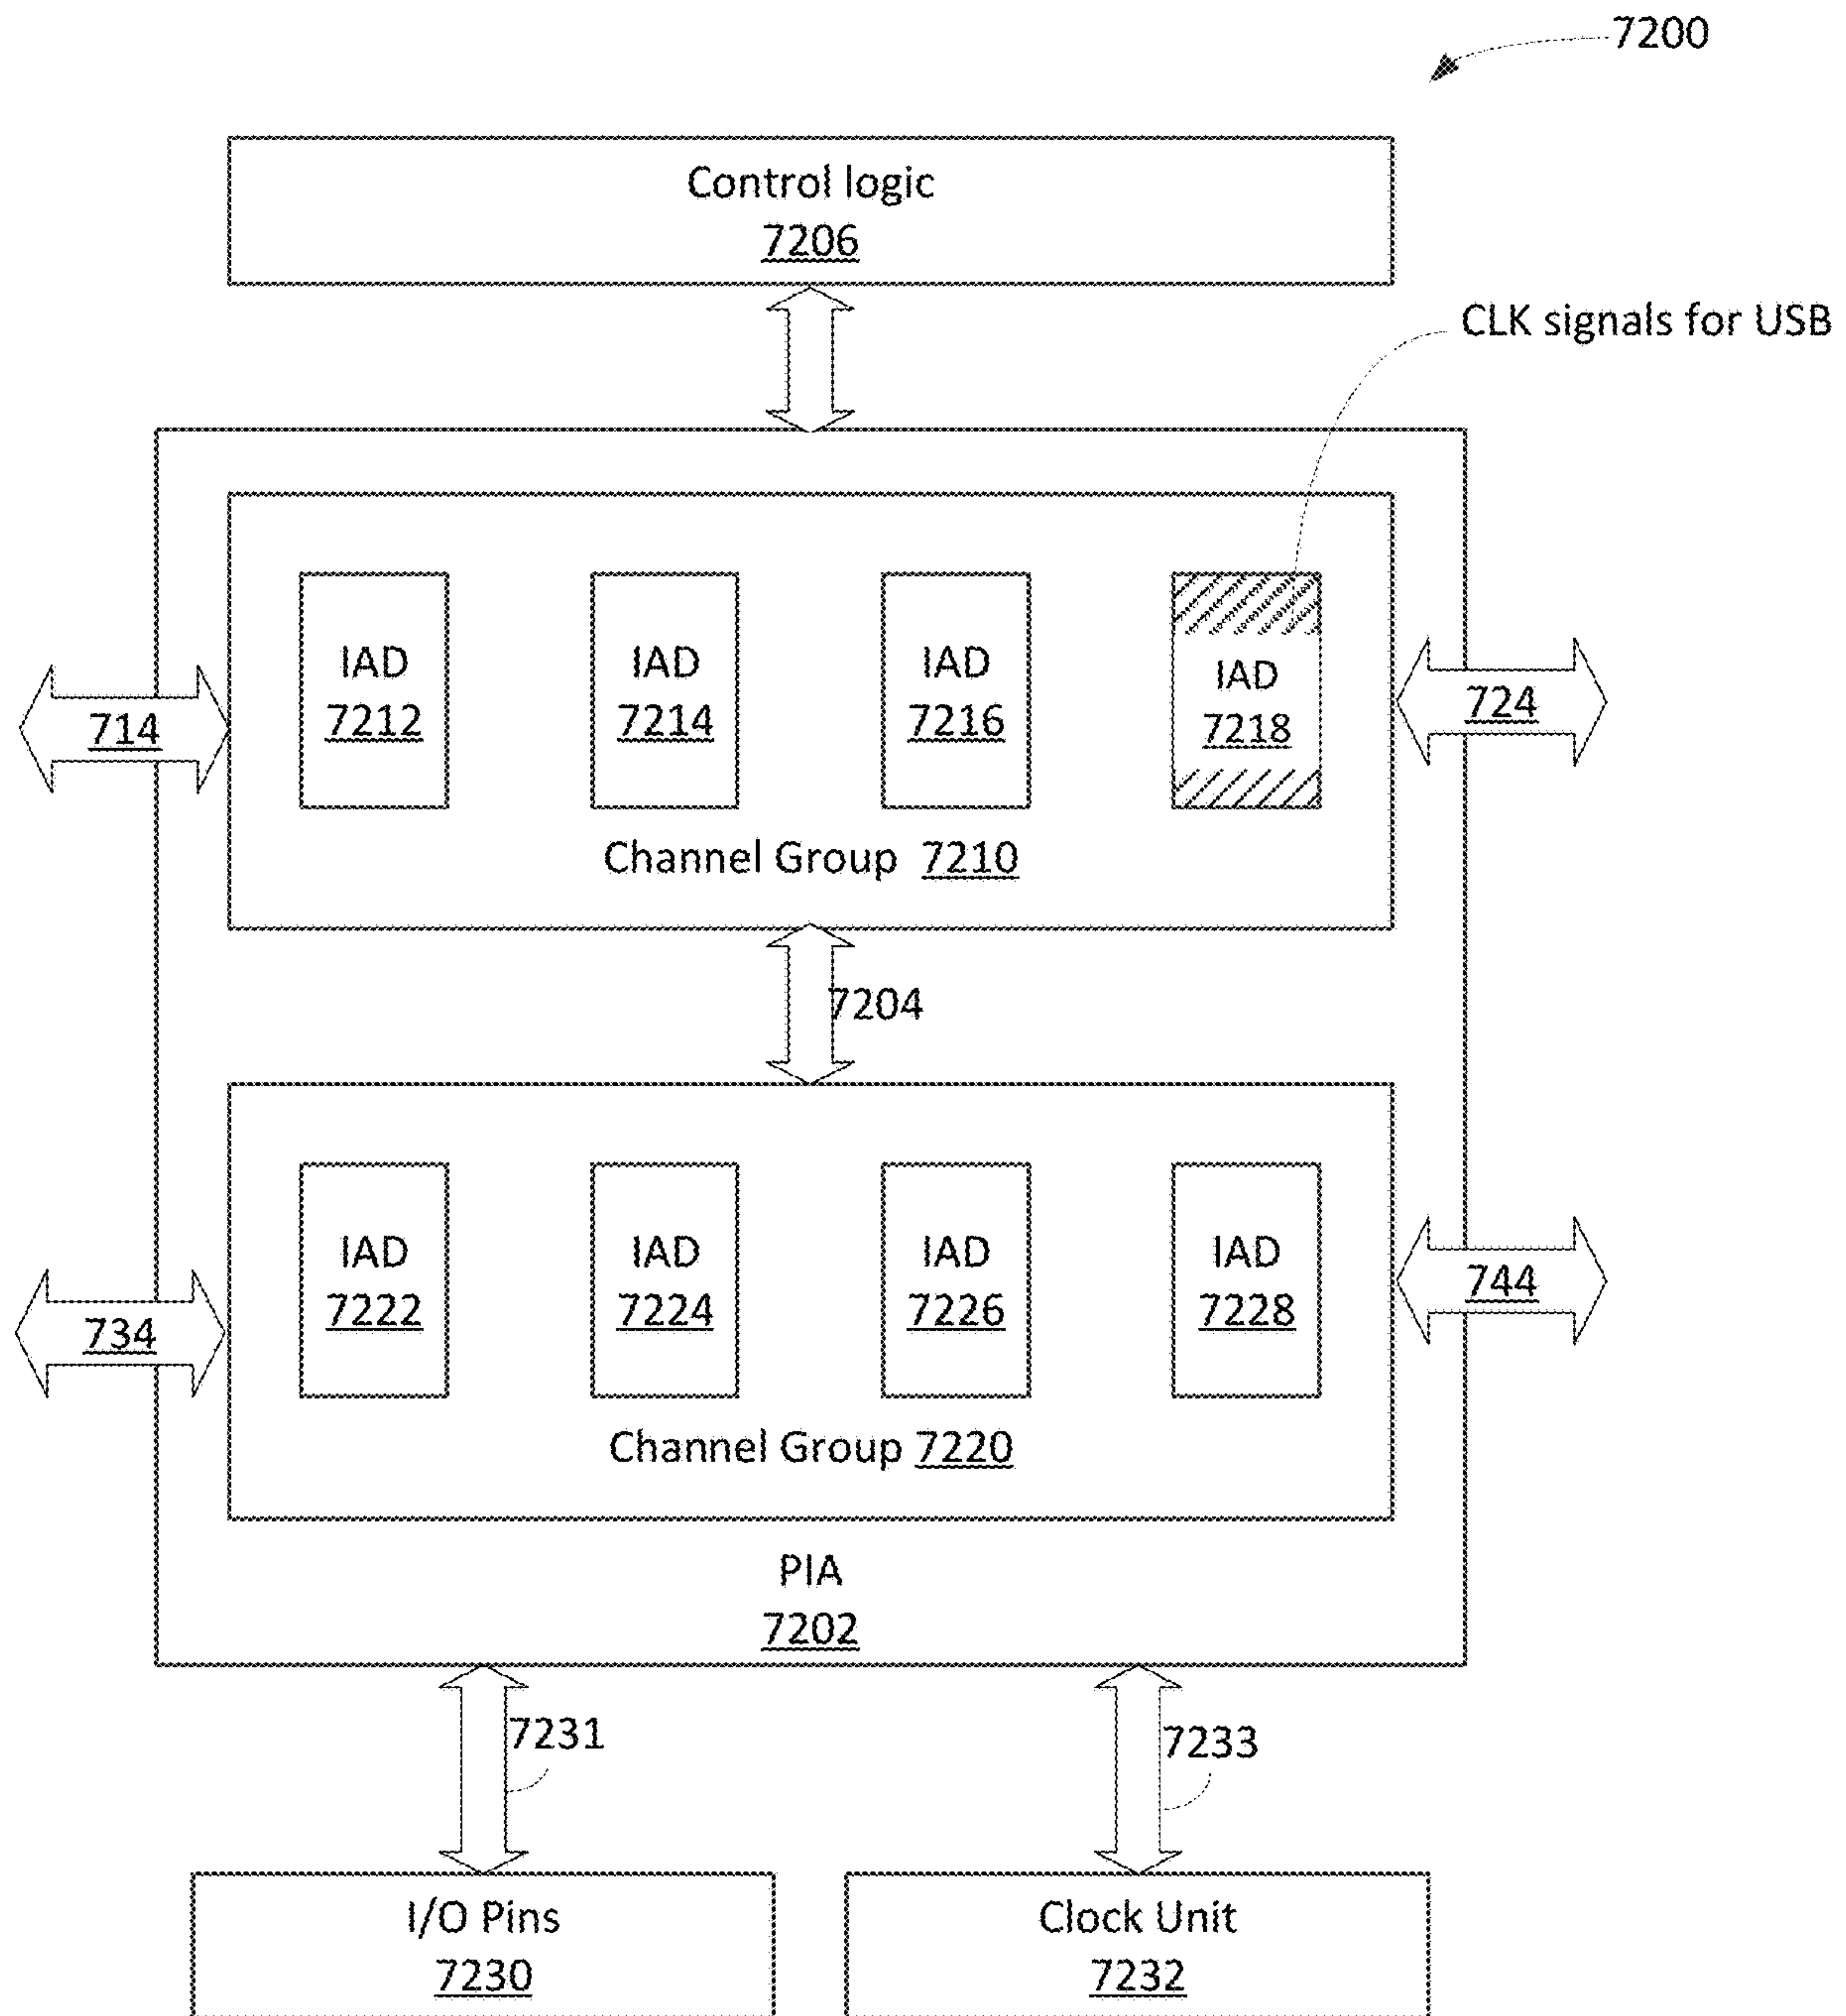 7200
Control logic
7206
CLK signals for USB
IAD
7212
IAD
7214
IAD
7216
IAD
7218
714
724
Channel Group 7210
7204
IAD
7222
IAD
7224
IAD
7226
IAD
7228
734
744
Channel Group 7220
PIA
7202
7231
7233
I/O Pins
7230
Clock Unit
7232